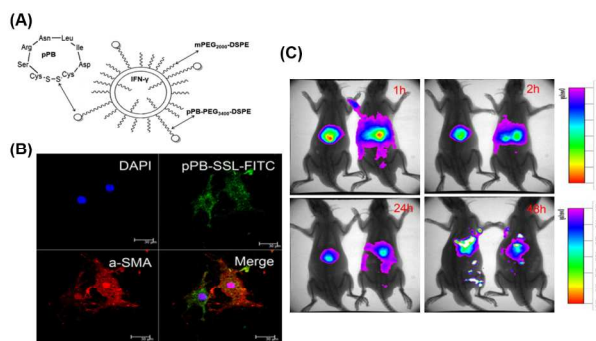 (A)
Asn
Leu
Arg
pPB
Ile
Ser
Asp
Cys
Cys
S-S
IFN-γ
mPEG2000-DSPE
pPB-PEG3400-DSPE
(B)
DAPI
pPB-SSL-FITC
a-SMA
Merge
(C)
1h
2h
24h
48h